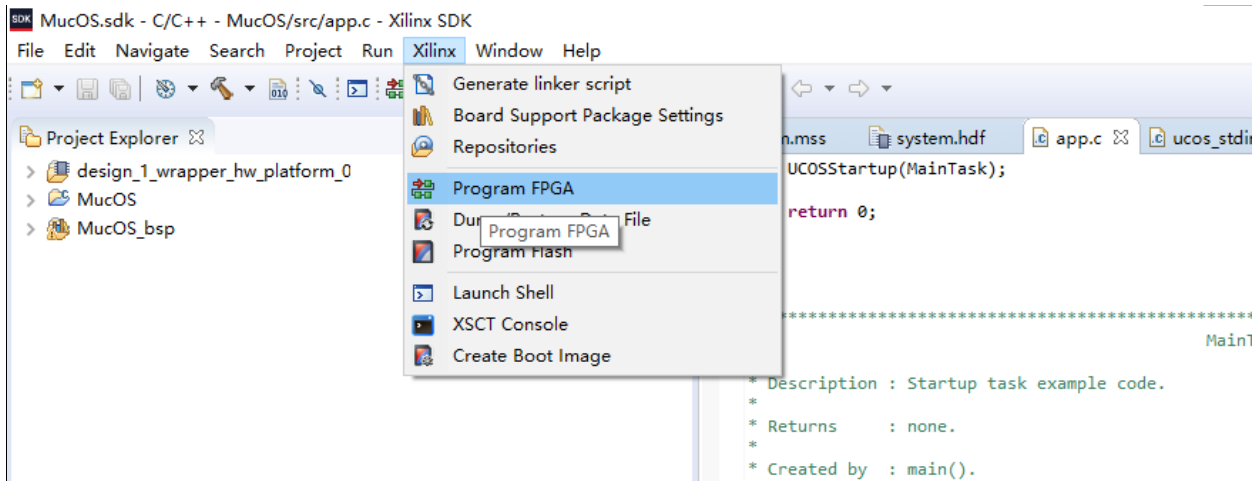 SDK MucOS.sdk - C/C++ - MucOS/src/app.c - Xilinx SDK
File Edit Navigate Search Project Run Xilinx Window Help
Generate linker script
Board Support Package Settings
Repositories
Program FPGA
File
Program FPGA
Program Flash
Launch Shell
XSCT Console
Create Boot Image
010
Project Explorer
design_1_wrapper_hw_platform_0
MucOS
MucOS_bsp
system.hdf app.c
UCOSStartup(MainTask);
return 0;
* Description : Startup task example code.
*
* Returns : none.
*
* Created by : main().